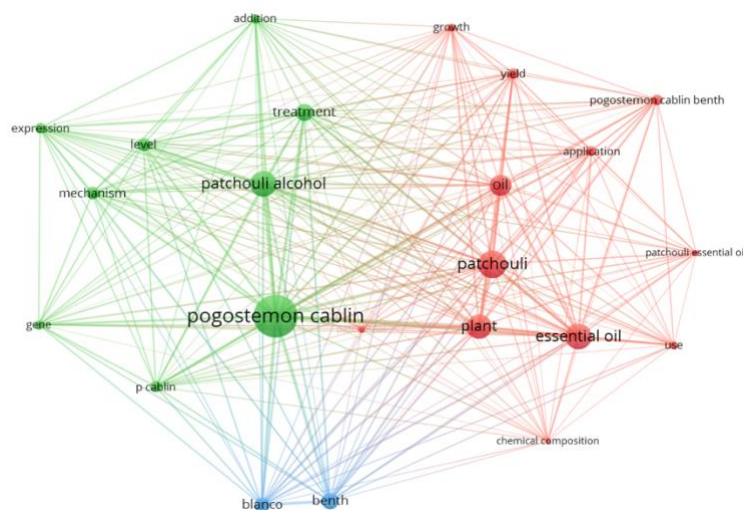 addition
growth
yield
pogostemon cablin benth
treatment
expression
level
application
patchouli alcohol
oil
mechanism
patchouli essential oil
patchouli
pogostemon cablin
plant
gene
essential oil
use
p cablin
chemical composition
blanco
benth